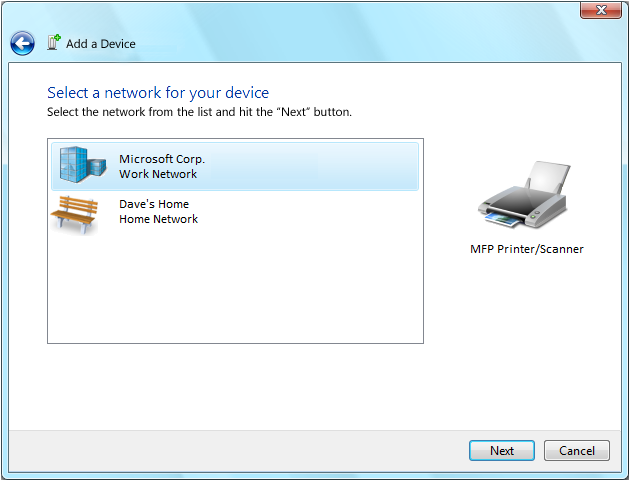 Add a Device
Select a network for your device
Select the network from the list and hit the “Next” button.
Microsoft Corp.
Work Network
Dave's Home
Home Network
MFP Printer/Scanner
Next
Cancel